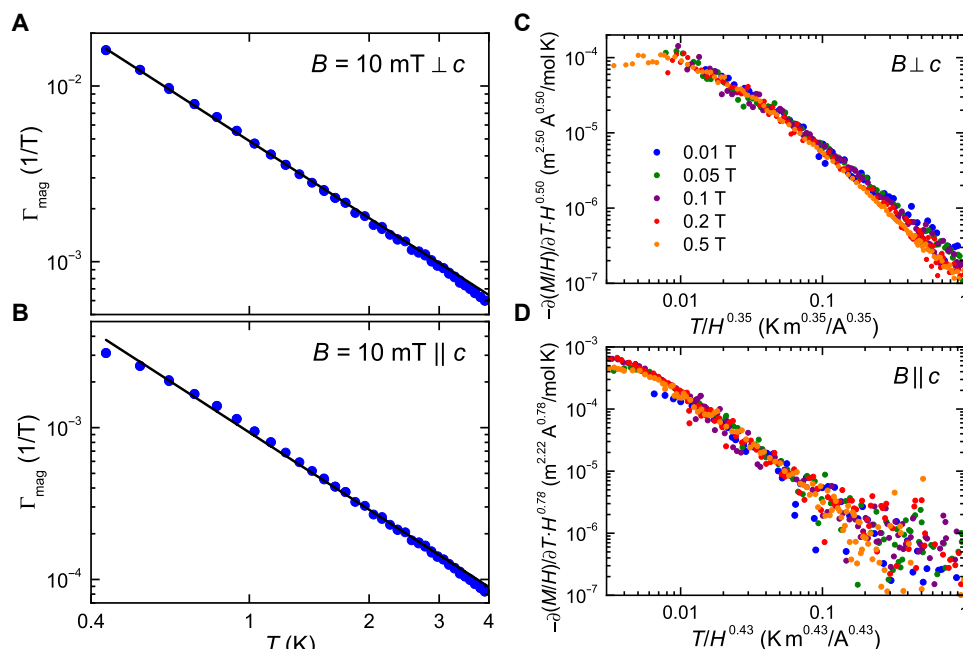 A
B = 10 mT ⊥ c
Γmag (1/T)
10⁻²
10⁻³
B
B = 10 mT || c
Γmag (1/T)
10⁻³
10⁻⁴
0.4
1
2
3
4
T (K)
C
B⊥c
−∂(M/H)/∂T·H^0.50 (m^2.50 A^0.50/mol K)
10⁻⁴
10⁻⁵
10⁻⁶
10⁻⁷
0.01 T
0.05 T
0.1 T
0.2 T
0.5 T
0.01
0.1
1
T/H^0.35 (K m^0.35/A^0.35)
D
B || c
−∂(M/H)/∂T·H^0.78 (m^2.22 A^0.78/mol K)
10⁻³
10⁻⁴
10⁻⁵
10⁻⁶
10⁻⁷
0.01
0.1
1
T/H^0.43 (K m^0.43/A^0.43)